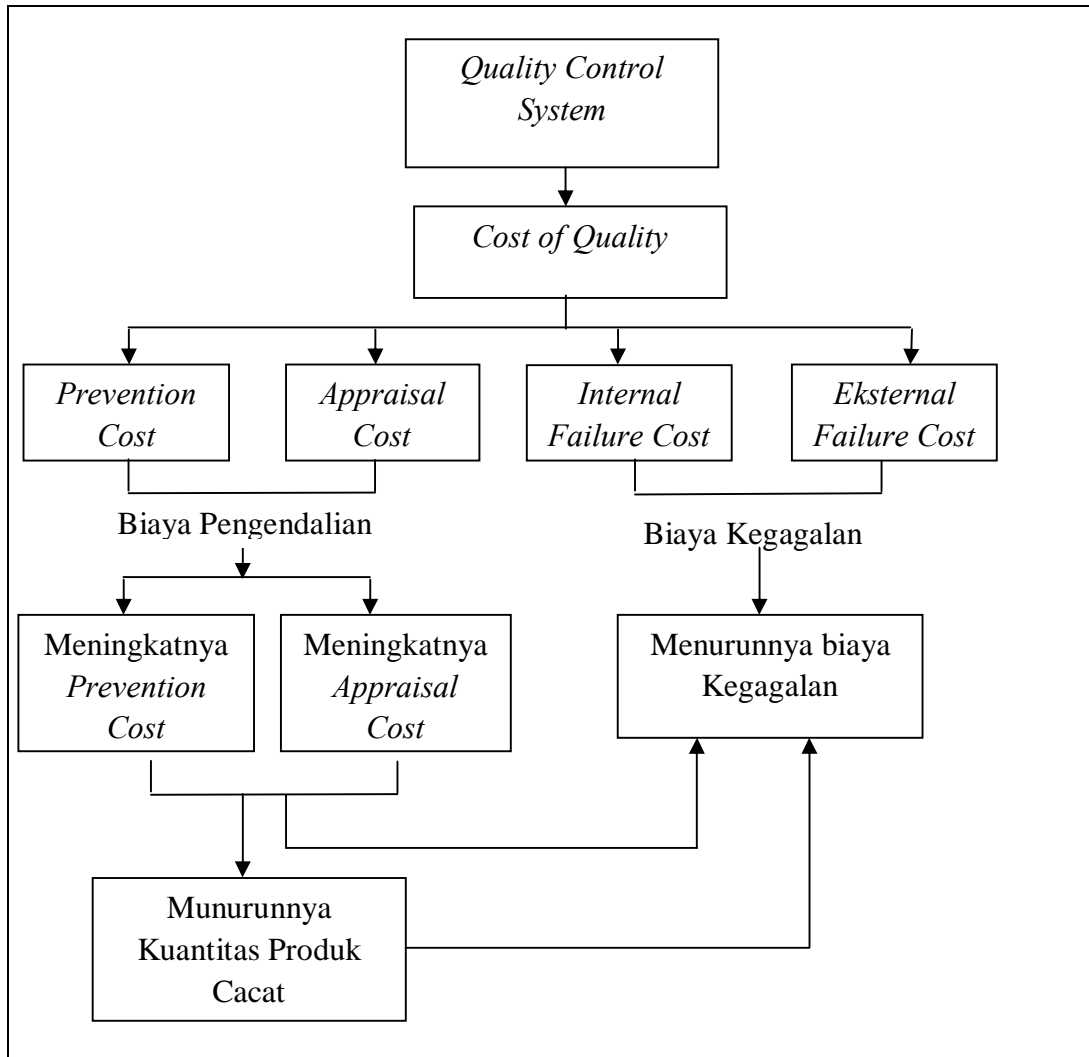 Quality Control
System
Cost of Quality
Prevention
Cost
Appraisal
Cost
Internal
Failure Cost
Eksternal
Failure Cost
Biaya Pengendalian
Biaya Kegagalan
Meningkatnya
Prevention
Cost
Meningkatnya
Appraisal
Cost
Menurunnya biaya
Kegagalan
Munurunnya
Kuantitas Produk
Cacat